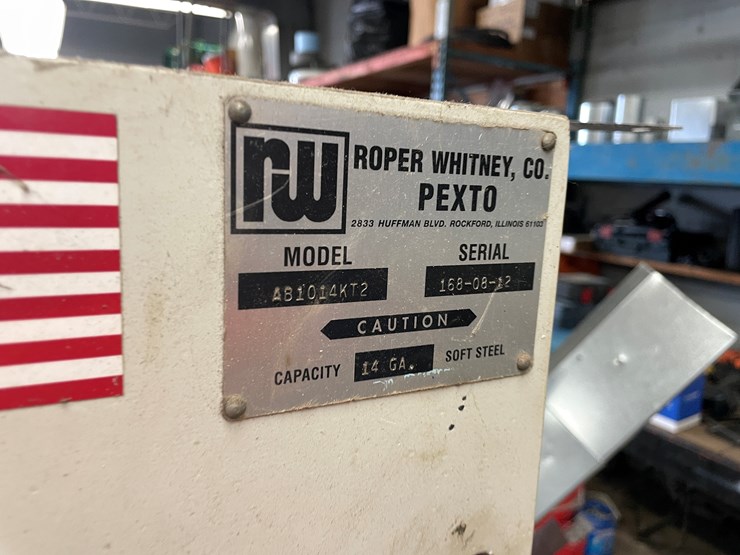 rw
ROPER WHITNEY, CO.
PEXTO
2833 HUFFMAN BLVD. ROCKFORD, ILLINOIS 61103
MODEL SERIAL
AB1014KT2 168-08-12
CAUTION
CAPACITY 14 GA. SOFT STEEL